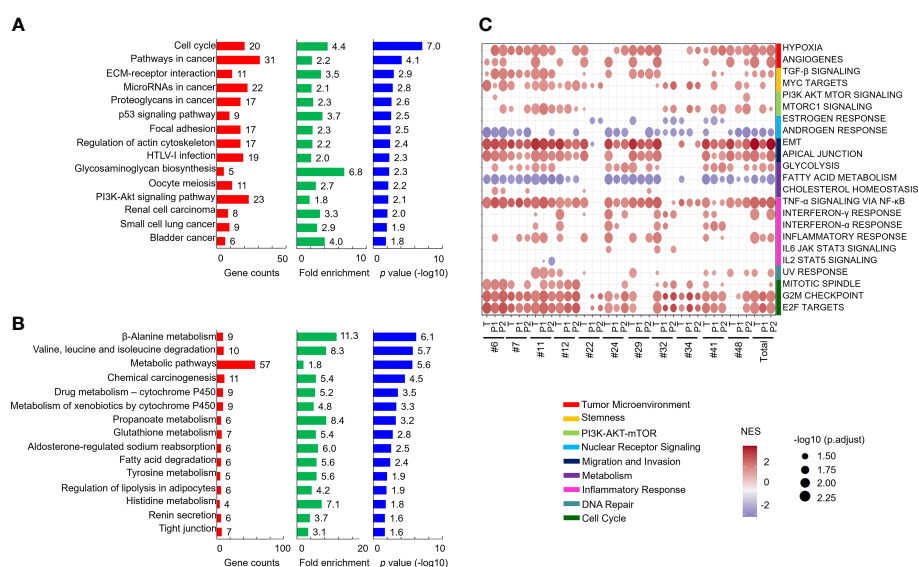 A
Cell cycle 20 4.4 7.0
Pathways in cancer 31 2.2 4.1
ECM-receptor interaction 11 3.5 2.9
MicroRNAs in cancer 22 2.1 2.8
Proteoglycans in cancer 17 2.3 2.6
p53 signaling pathway 9 3.7 2.5
Focal adhesion 17 2.3 2.5
Regulation of actin cytoskeleton 17 2.2 2.4
HTLV-I infection 19 2.0 2.3
Glycosaminoglycan biosynthesis 5 6.8 2.3
Oocyte meiosis 11 2.7 2.2
PI3K-Akt signaling pathway 23 1.8 2.1
Renal cell carcinoma 8 3.3 2.0
Small cell lung cancer 9 2.9 1.9
Bladder cancer 6 4.0 1.8
0 50 0 10 0 10
Gene counts Fold enrichment p value (-log10)
B
β-Alanine metabolism 9 11.3 6.1
Valine, leucine and isoleucine degradation 10 8.3 5.7
Metabolic pathways 57 1.8 5.6
Chemical carcinogenesis 11 5.4 4.5
Drug metabolism – cytochrome P450 9 5.2 3.5
Metabolism of xenobiotics by cytochrome P450 9 4.8 3.3
Propanoate metabolism 6 8.4 3.2
Glutathione metabolism 7 5.4 2.8
Aldosterone-regulated sodium reabsorption 6 6.0 2.5
Fatty acid degradation 6 5.6 2.4
Tyrosine metabolism 5 5.6 1.9
Regulation of lipolysis in adipocytes 6 4.2 1.9
Histidine metabolism 4 7.1 1.8
Renin secretion 6 3.7 1.6
Tight junction 7 3.1 1.6
0 100 0 20 0 10
Gene counts Fold enrichment p value (-log10)
C
HYPOXIA
ANGIOGENES
TGF-β SIGNALING
MYC TARGETS
PI3K AKT MTOR SIGNALING
MTORC1 SIGNALING
ESTROGEN RESPONSE
ANDROGEN RESPONSE
EMT
APICAL JUNCTION
GLYCOLYSIS
FATTY ACID METABOLISM
CHOLESTEROL HOMEOSTASIS
TNF-α SIGNALING VIA NF-κB
INTERFERON-γ RESPONSE
INTERFERON-α RESPONSE
INFLAMMATORY RESPONSE
IL6 JAK STAT3 SIGNALING
IL2 STAT5 SIGNALING
UV RESPONSE
MITOTIC SPINDLE
G2M CHECKPOINT
E2F TARGETS
#6 #7 #11 #12 #22 #24 #29 #32 #34 #41 #48 Total
Tumor Microenvironment
Stemness
PI3K-AKT-mTOR
Nuclear Receptor Signaling
Migration and Invasion
Metabolism
Inflammatory Response
DNA Repair
Cell Cycle
NES
2
0
-2
-log10 (p.adjust)
1.50
1.75
2.00
2.25